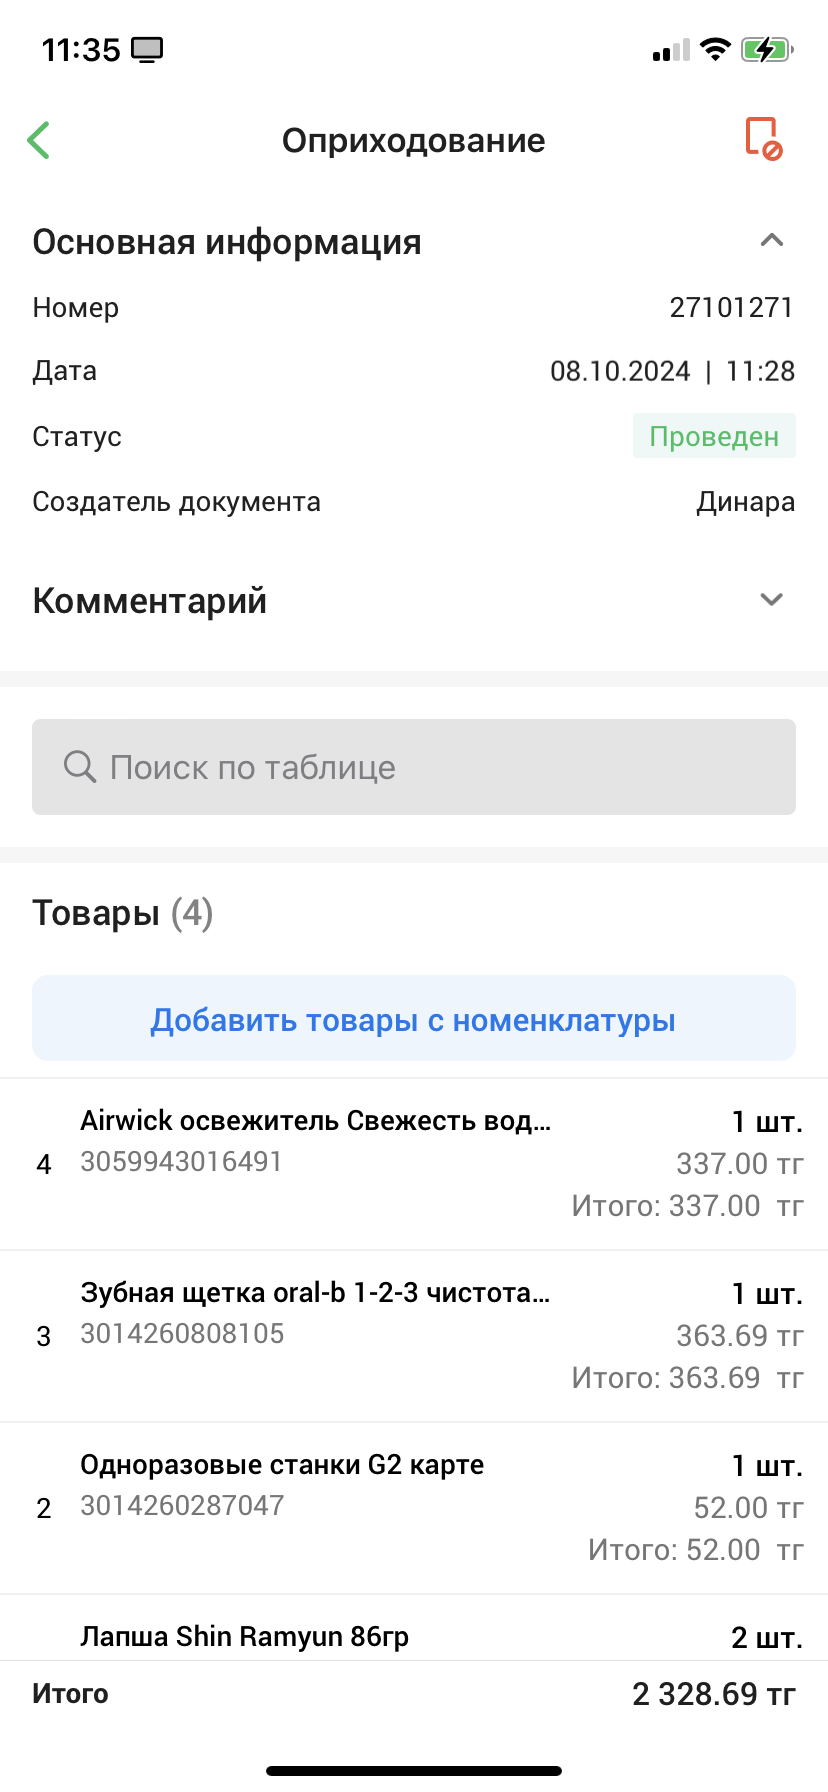 11:35
Оприходование
Основная информация
Номер 27101271
Дата 08.10.2024 | 11:28
Статус Проведен
Создатель документа Динара
Комментарий
Поиск по таблице
Товары (4)
Добавить товары с номенклатуры
Airwick освежитель Свежесть вод... 1 шт.
4 3059943016491 337.00 тг
Итого: 337.00 тг
Зубная щетка oral-b 1-2-3 чистота... 1 шт.
3 3014260808105 363.69 тг
Итого: 363.69 тг
Одноразовые станки G2 карте 1 шт.
2 3014260287047 52.00 тг
Итого: 52.00 тг
Лапша Shin Ramyun 86гр 2 шт.
Итого 2 328.69 тг